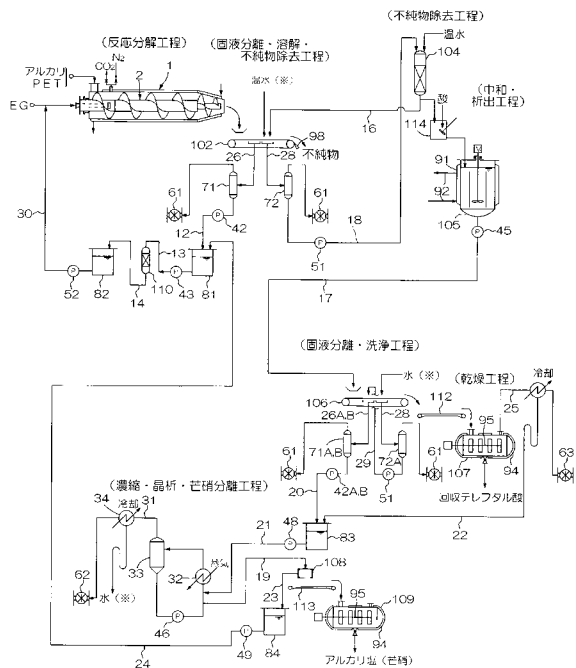 (不純物除去工程)
温水
104
(反応分解工程)
(固液分離・溶解・
不純物除去工程)
N₂
CO₂
アルカリ
PET
1
2
EG
温水(※)
98
不純物
102
26
28
16
(中和・
析出工程)
酸
114
M
91
92
105
61
71
72
61
P
42
12
30
18
P
51
P
45
13
P
52
82
14
110
P
43
81
17
(固液分離・洗浄工程)
水(※)
(乾燥工程)
冷却
25
106
26A,B
28
112
95
94
107
61
71A,B
29
72A
61
63
P
42A,B
P
51
回収テレフタル酸
20
(濃縮・晶析・芒硝分離工程)
冷却
34
31
21
P
48
83
22
33
蒸気
32
19
108
62
水(※)
P
46
23
113
95
109
94
24
P
49
84
アルカリ塩(芒硝)